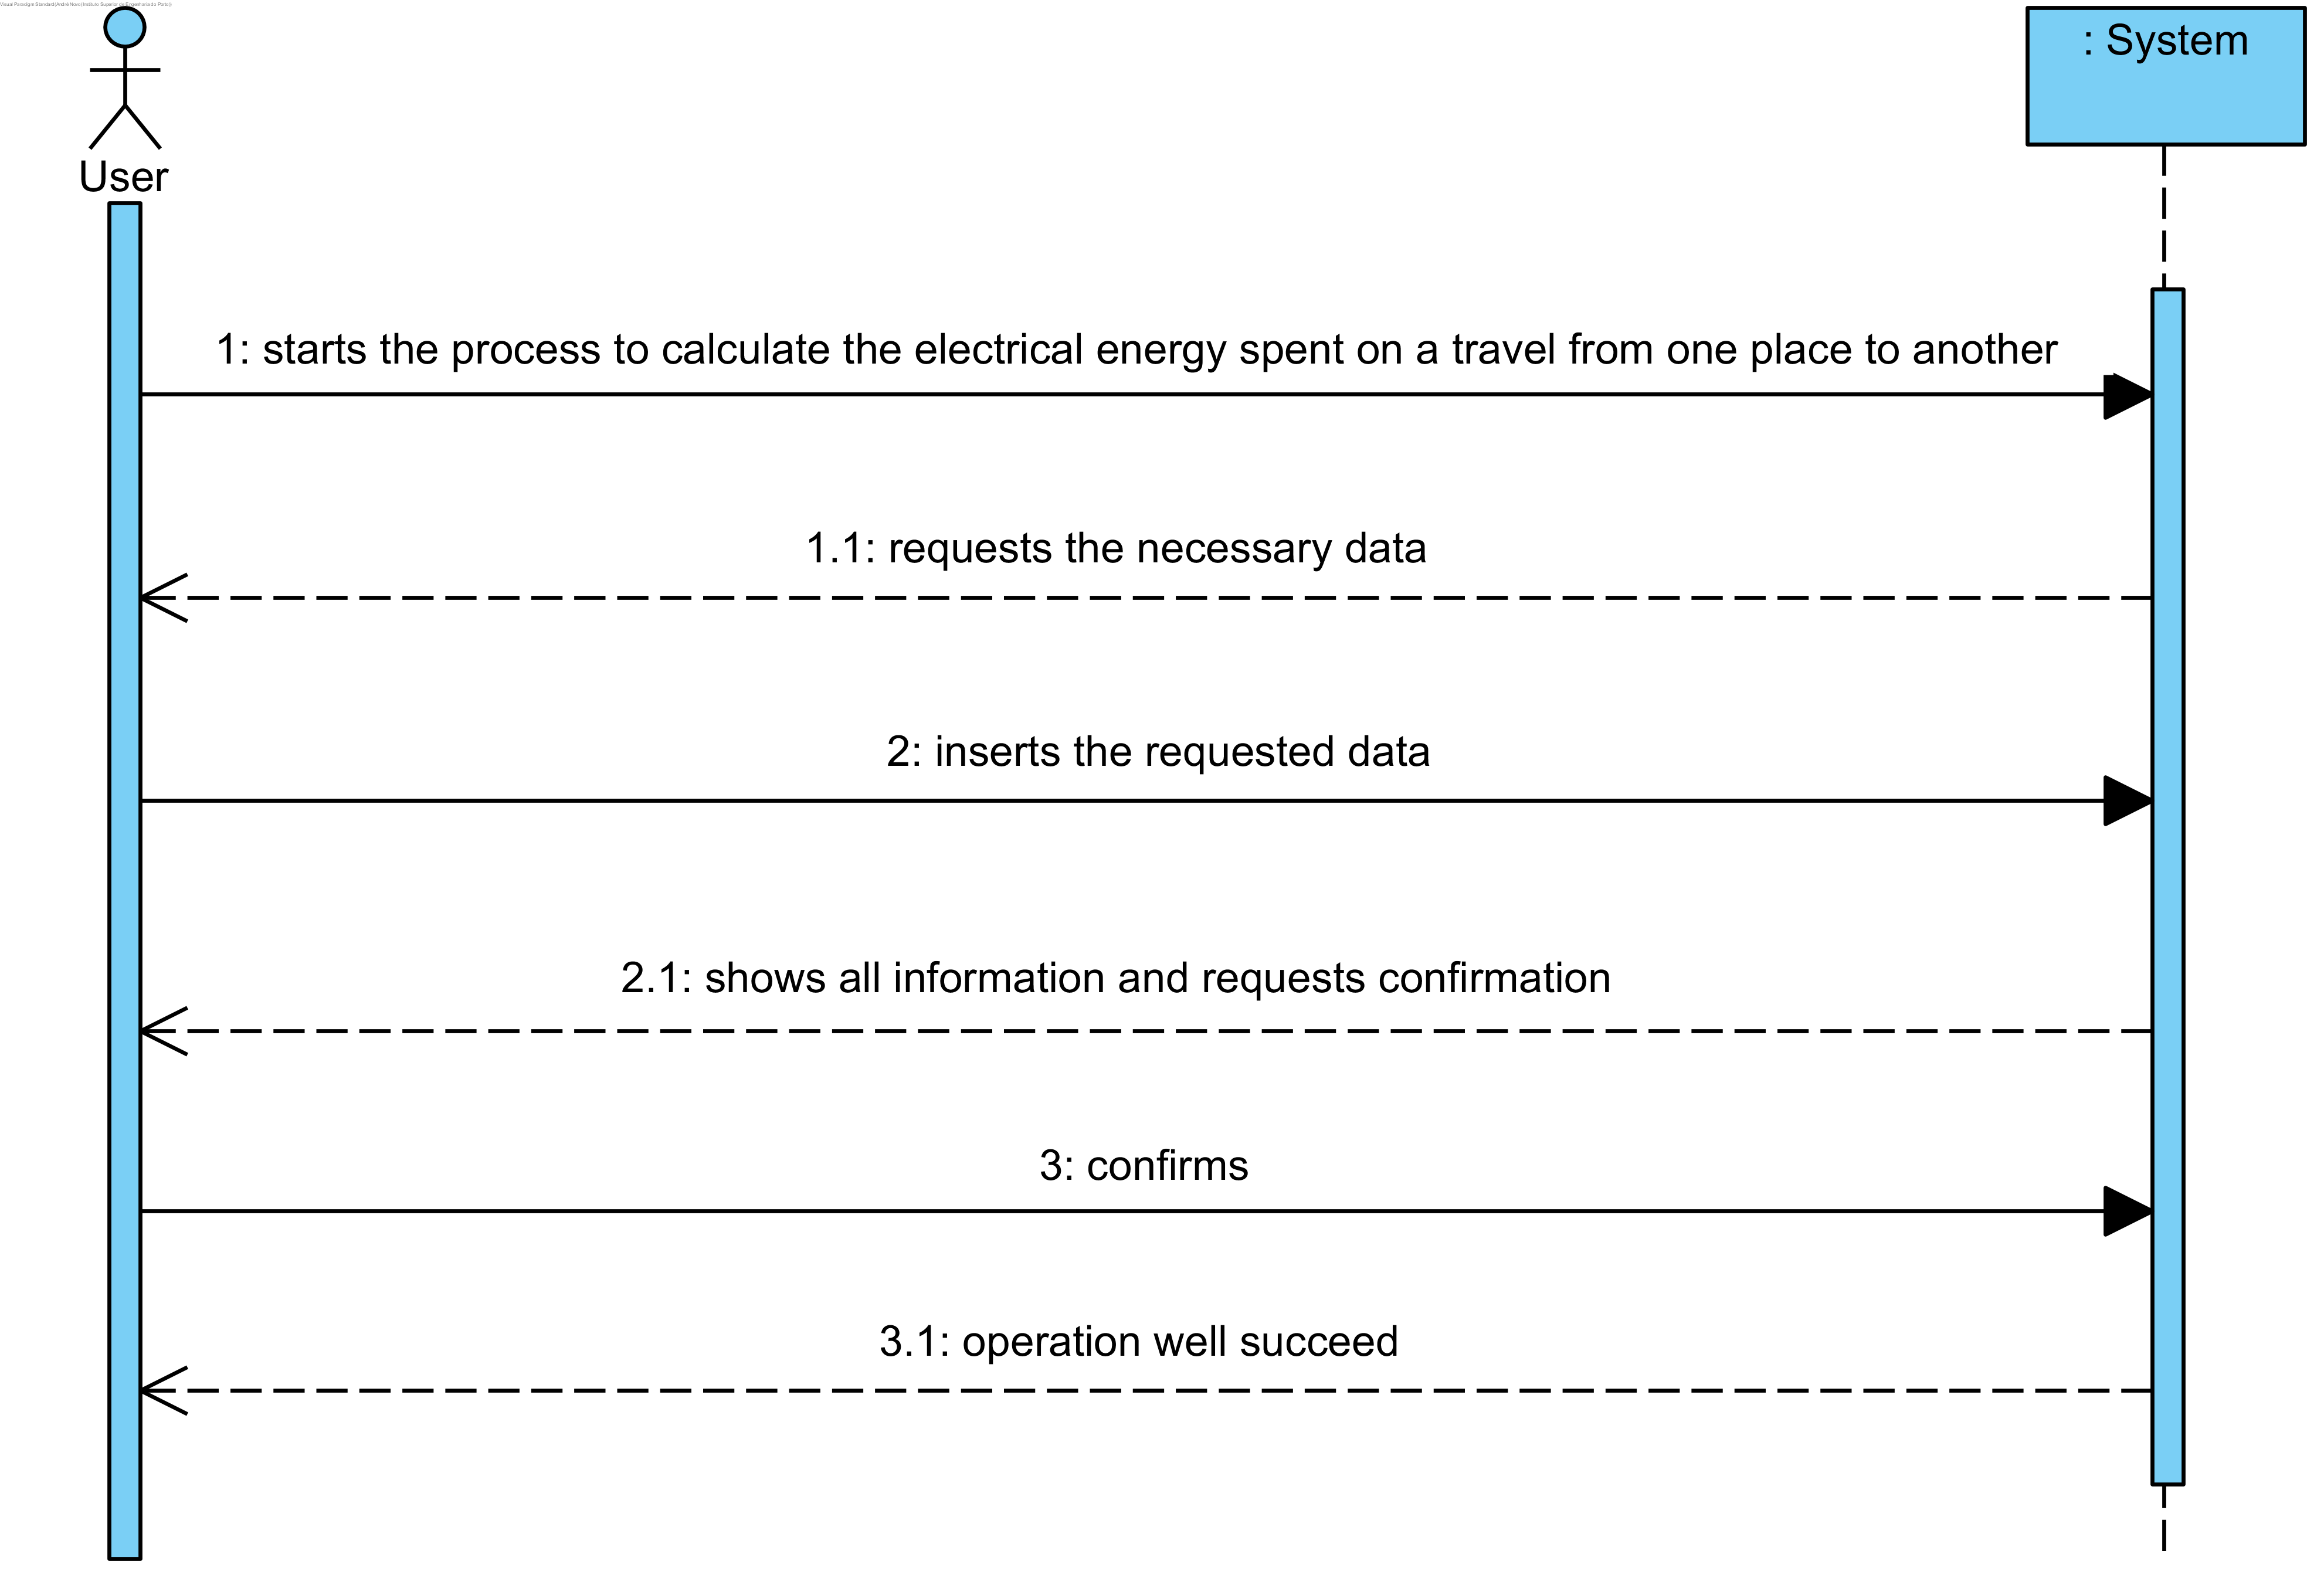 Visual Paradigm Standard(André Novo(Instituto Superior de Engenharia do Porto))
: System
User
1: starts the process to calculate the electrical energy spent on a travel from one place to another
1.1: requests the necessary data
2: inserts the requested data
2.1: shows all information and requests confirmation
3: confirms
3.1: operation well succeed